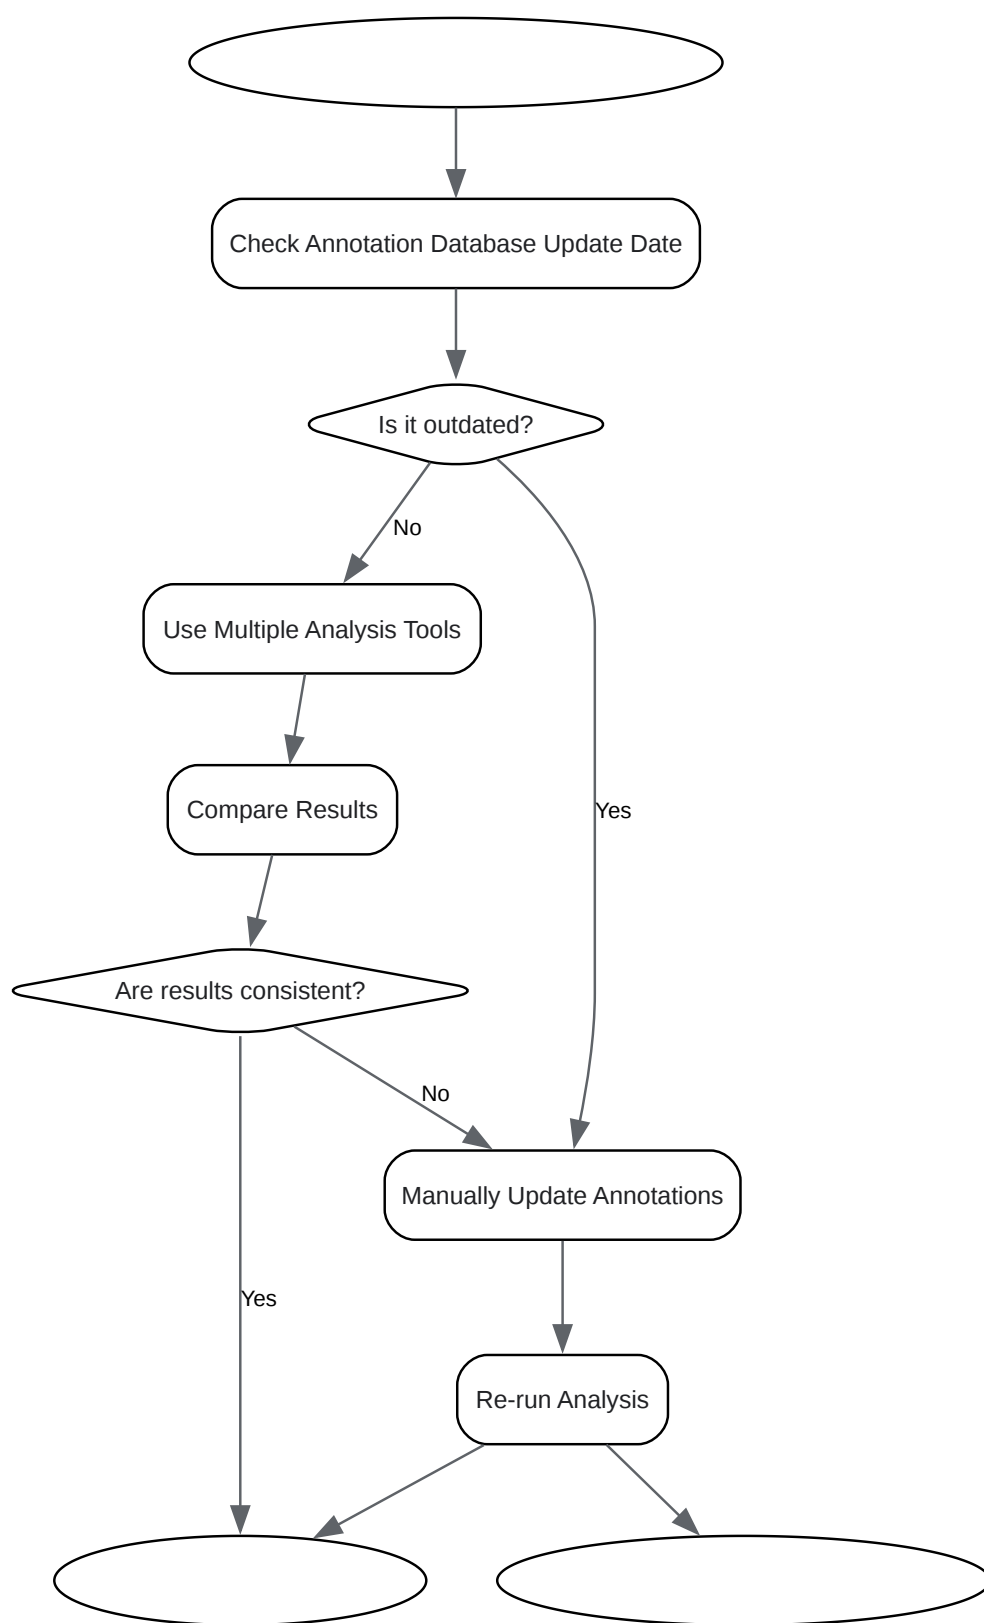 Check Annotation Database Update Date
Is it outdated?
No
Use Multiple Analysis Tools
Compare Results
Yes
Are results consistent?
No
Manually Update Annotations
Yes
Re-run Analysis